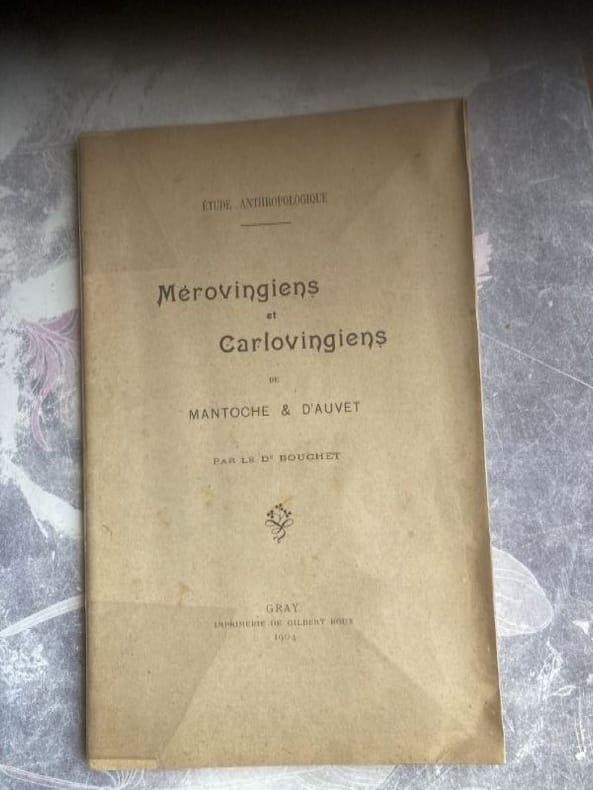 ÉTUDE ANTHROPOLOGIQUE
Mérovingiens
et
Carlovingiens
DE
MANTOCHE & D'AUVET
PAR LE Dr BOUCHET
GRAY
IMPRIMERIE DE GILBERT ROUX
1904